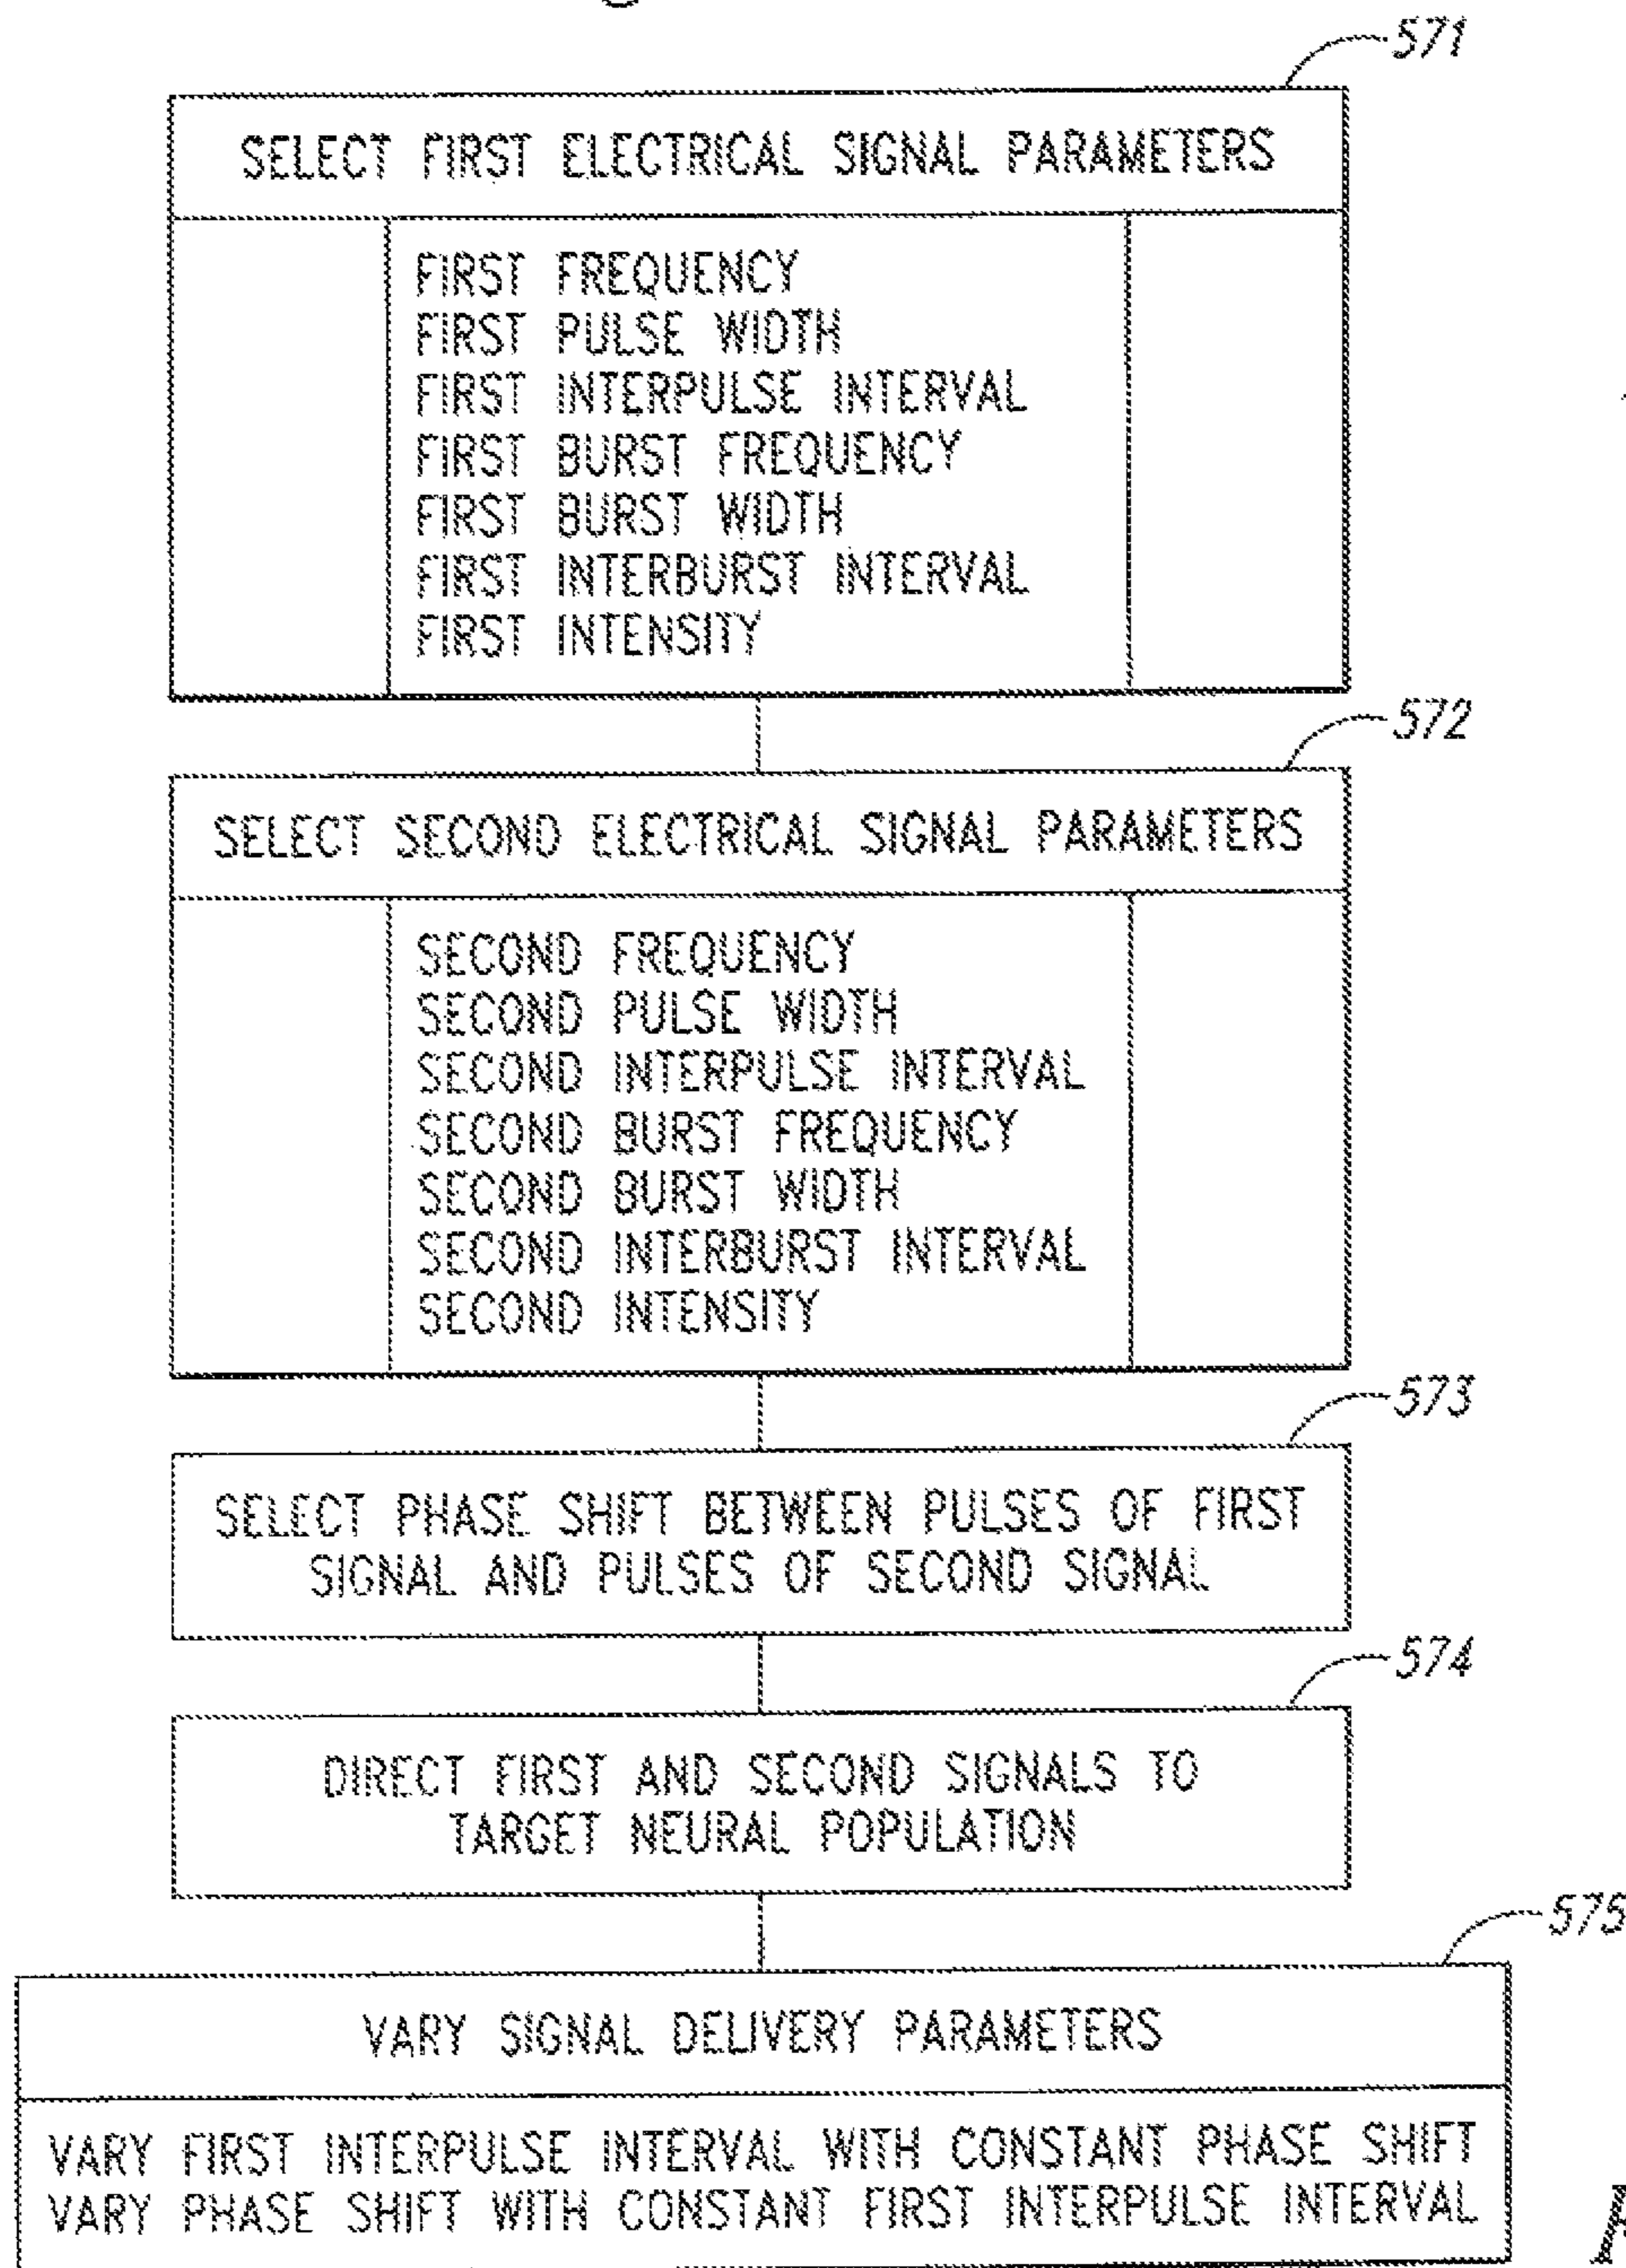 571
SELECT FIRST ELECTRICAL SIGNAL PARAMETERS
FIRST FREQUENCY
FIRST PULSE WIDTH
FIRST INTERPULSE INTERVAL
FIRST BURST FREQUENCY
FIRST BURST WIDTH
FIRST INTERBURST INTERVAL
FIRST INTENSITY
572
SELECT SECOND ELECTRICAL SIGNAL PARAMETERS
SECOND FREQUENCY
SECOND PULSE WIDTH
SECOND INTERPULSE INTERVAL
SECOND BURST FREQUENCY
SECOND BURST WIDTH
SECOND INTERBURST INTERVAL
SECOND INTENSITY
573
SELECT PHASE SHIFT BETWEEN PULSES OF FIRST
SIGNAL AND PULSES OF SECOND SIGNAL
574
DIRECT FIRST AND SECOND SIGNALS TO
TARGET NEURAL POPULATION
575
VARY SIGNAL DELIVERY PARAMETERS
VARY FIRST INTERPULSE INTERVAL WITH CONSTANT PHASE SHIFT
VARY PHASE SHIFT WITH CONSTANT FIRST INTERPULSE INTERVAL